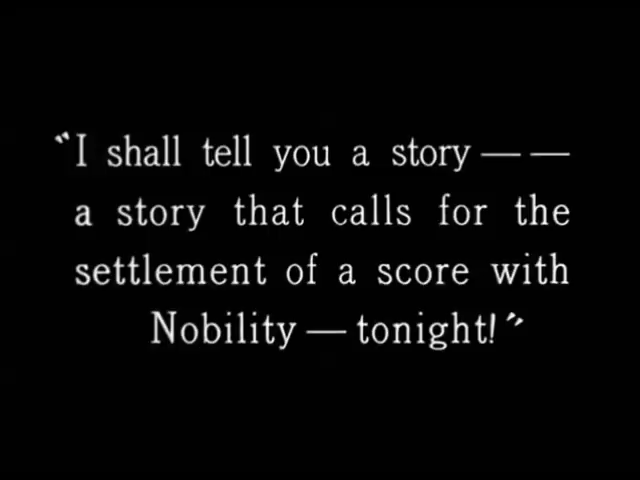 “I shall tell you a story — —
a story that calls for the
settlement of a score with
Nobility — tonight!”